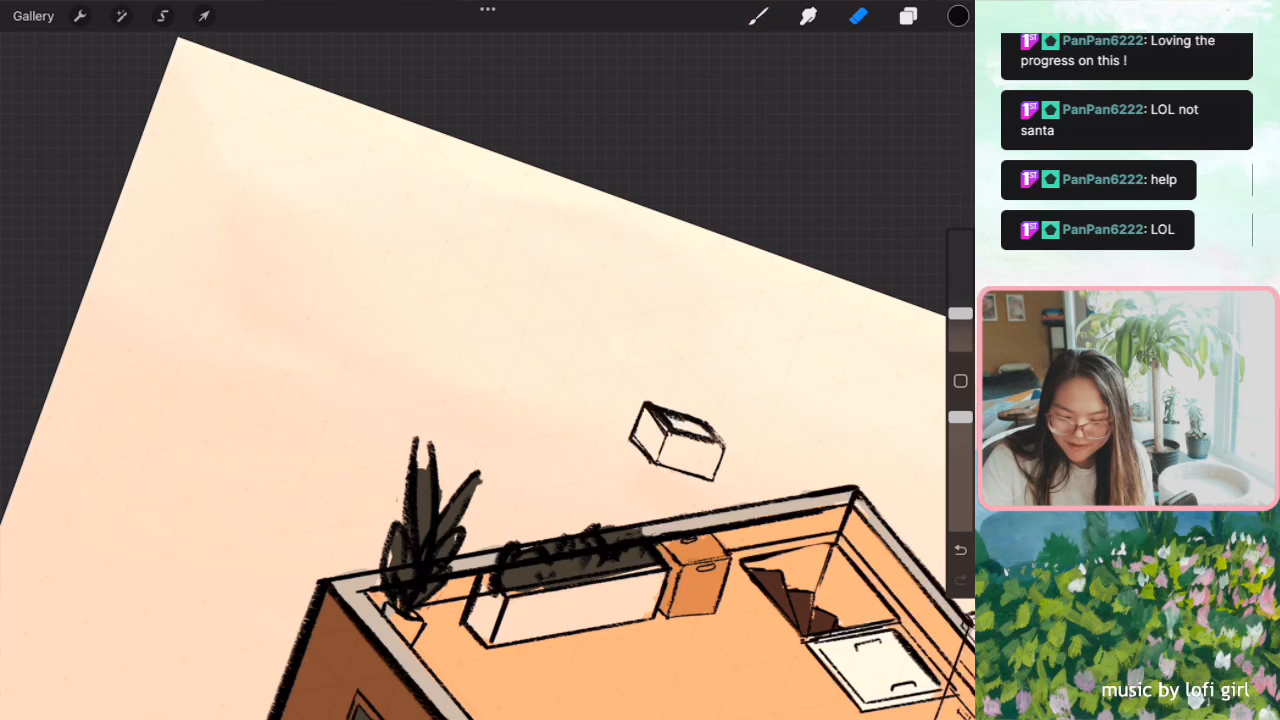 Gallery
1ST PanPan6222: Loving the
progress on this !
1ST PanPan6222: LOL not
santa
1ST PanPan6222: help
1ST PanPan6222: LOL
music by lofi girl